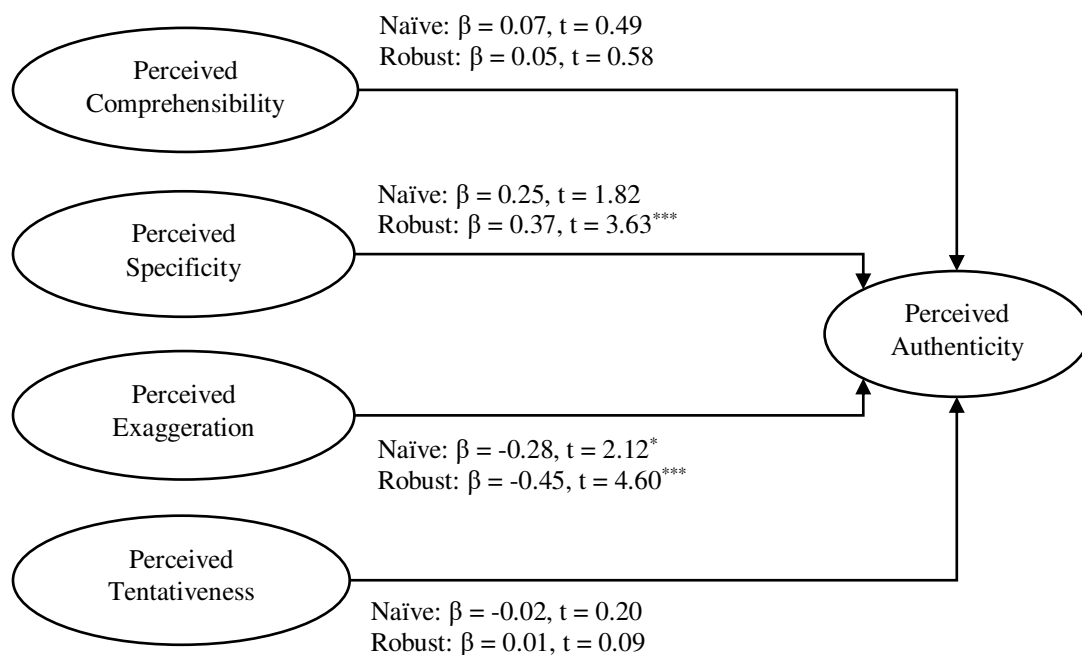 Naïve: β = 0.07, t = 0.49
Robust: β = 0.05, t = 0.58
Perceived
Comprehensibility
Naïve: β = 0.25, t = 1.82
Robust: β = 0.37, t = 3.63***
Perceived
Specificity
Perceived
Authenticity
Perceived
Exaggeration
Naïve: β = -0.28, t = 2.12*
Robust: β = -0.45, t = 4.60***
Perceived
Tentativeness
Naïve: β = -0.02, t = 0.20
Robust: β = 0.01, t = 0.09